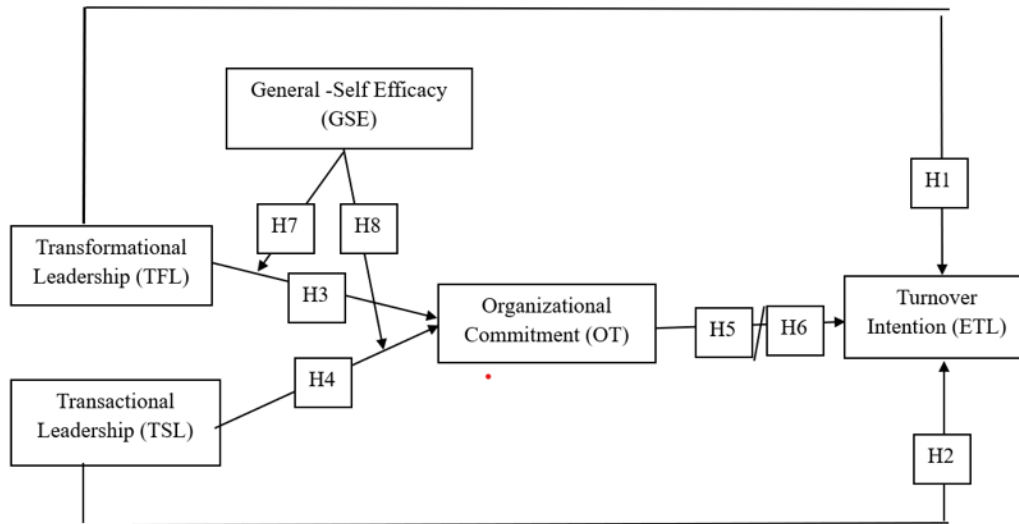 General -Self Efficacy
(GSE)
H1
H7
H8
Transformational
Leadership (TFL)
H3
Organizational
Commitment (OT)
H5
/
H6
Turnover
Intention (ETL)
H4
Transactional
Leadership (TSL)
H2